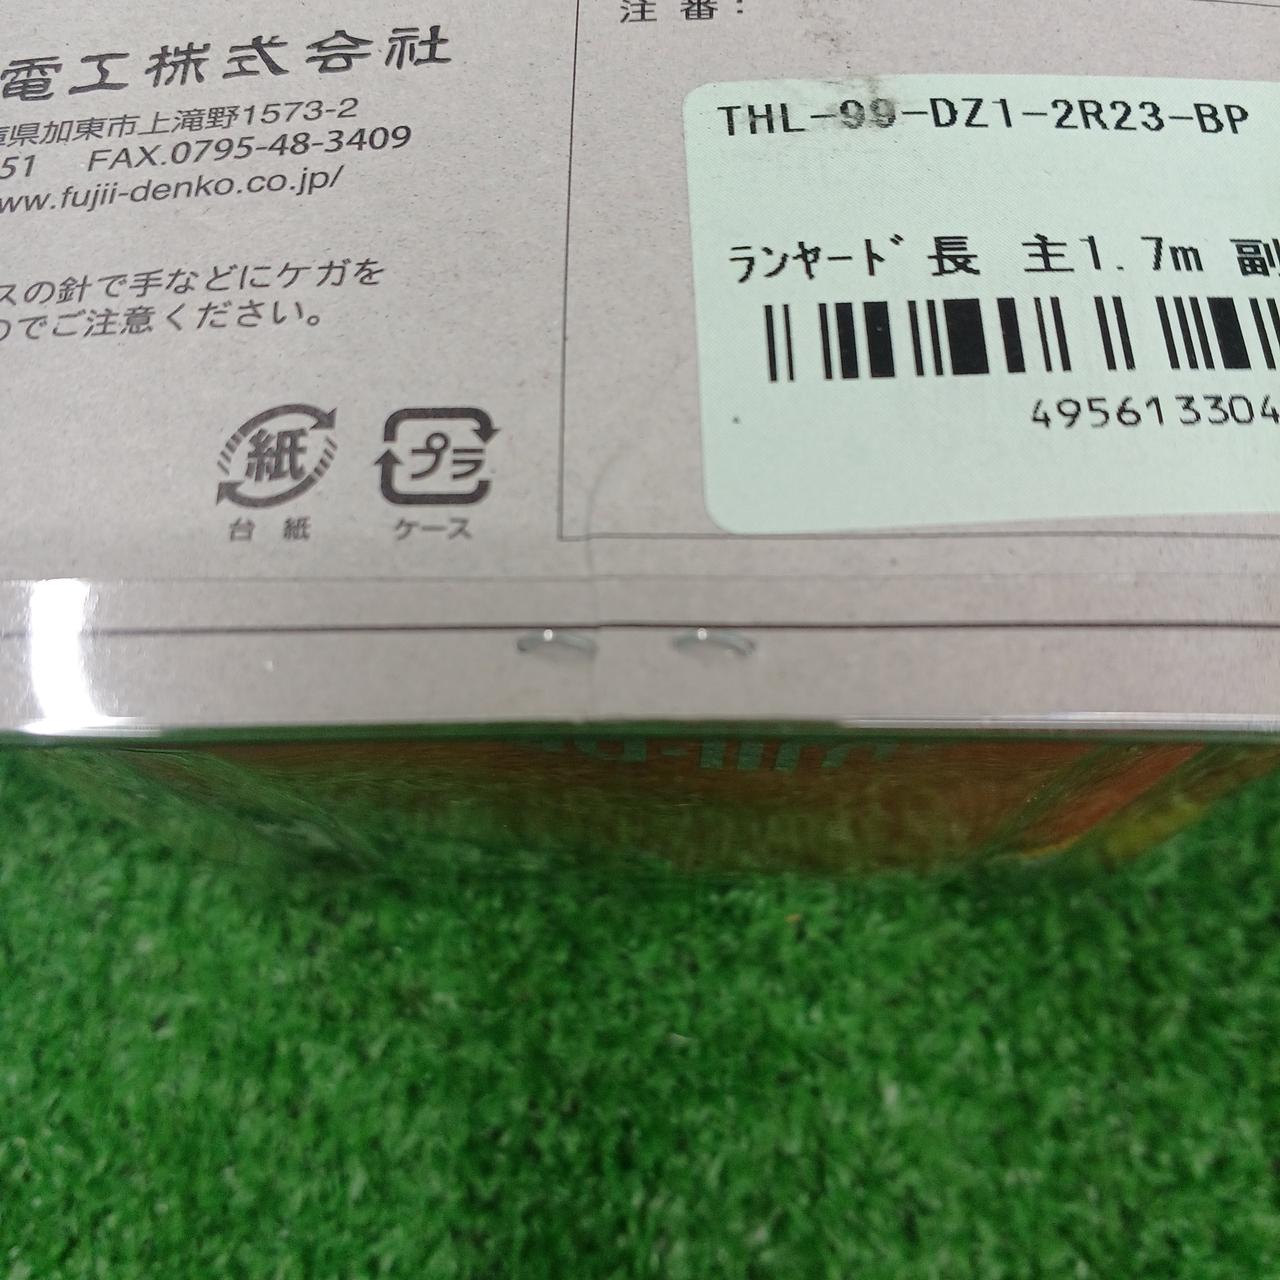 注番：
電工株式会社
庫県加東市上滝野1573-2
51 FAX.0795-48-3409
ww.fujii-denko.co.jp/
スの針で手などにケガを
のでご注意ください。
紙
台紙
プラ
ケース
THL-99-DZ1-2R23-BP
ランヤード 長 主1.7m 副
495613304